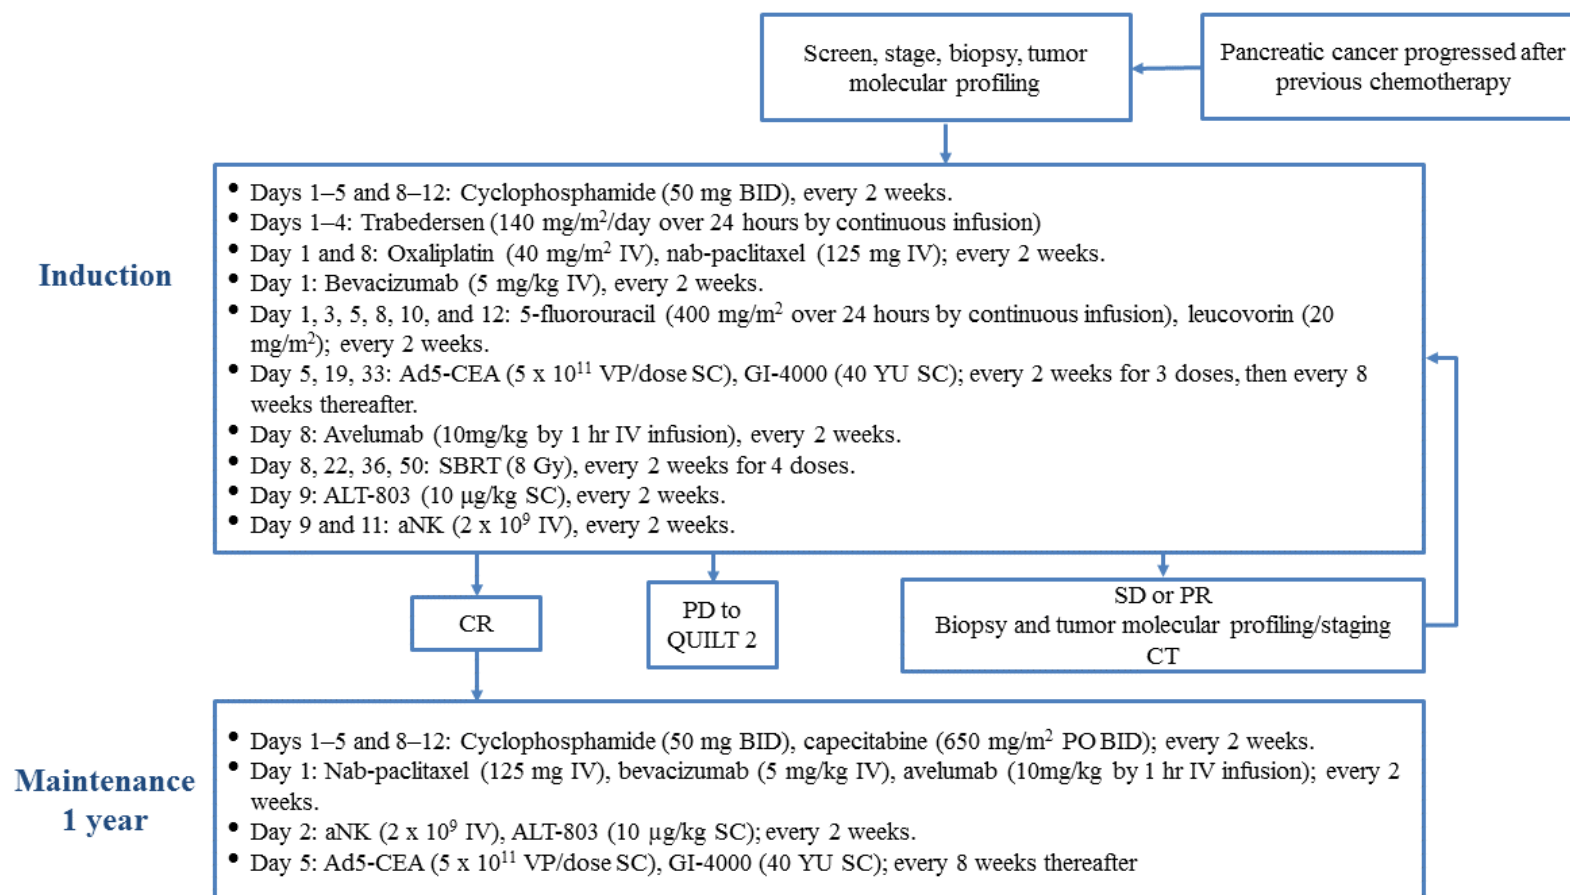 Screen, stage, biopsy, tumor
molecular profiling
Pancreatic cancer progressed after
previous chemotherapy
Induction
• Days 1–5 and 8–12: Cyclophosphamide (50 mg BID), every 2 weeks.
• Days 1–4: Trabedersen (140 mg/m²/day over 24 hours by continuous infusion)
• Day 1 and 8: Oxaliplatin (40 mg/m² IV), nab-paclitaxel (125 mg IV); every 2 weeks.
• Day 1: Bevacizumab (5 mg/kg IV), every 2 weeks.
• Day 1, 3, 5, 8, 10, and 12: 5-fluorouracil (400 mg/m² over 24 hours by continuous infusion), leucovorin (20
mg/m²); every 2 weeks.
• Day 5, 19, 33: Ad5-CEA (5 x 10¹¹ VP/dose SC), GI-4000 (40 YU SC); every 2 weeks for 3 doses, then every 8
weeks thereafter.
• Day 8: Avelumab (10mg/kg by 1 hr IV infusion), every 2 weeks.
• Day 8, 22, 36, 50: SBRT (8 Gy), every 2 weeks for 4 doses.
• Day 9: ALT-803 (10 μg/kg SC), every 2 weeks.
• Day 9 and 11: aNK (2 x 10⁹ IV), every 2 weeks.
CR
PD to
QUILT 2
SD or PR
Biopsy and tumor molecular profiling/staging
CT
Maintenance
1 year
• Days 1–5 and 8–12: Cyclophosphamide (50 mg BID), capecitabine (650 mg/m² PO BID); every 2 weeks.
• Day 1: Nab-paclitaxel (125 mg IV), bevacizumab (5 mg/kg IV), avelumab (10mg/kg by 1 hr IV infusion); every 2
weeks.
• Day 2: aNK (2 x 10⁹ IV), ALT-803 (10 μg/kg SC); every 2 weeks.
• Day 5: Ad5-CEA (5 x 10¹¹ VP/dose SC), GI-4000 (40 YU SC); every 8 weeks thereafter